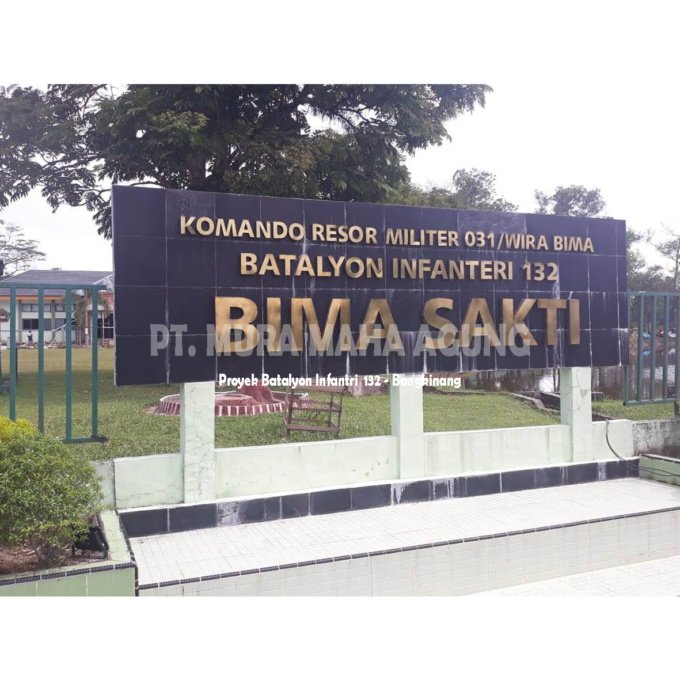 KOMANDO RESOR MILITER 031/WIRA BIMA
BATALYON INFANTERI 132
BIMA SAKTI
PT. MURA MAHA AGUNG
Proyek Batalyon Infantri 132 - Bangkinang